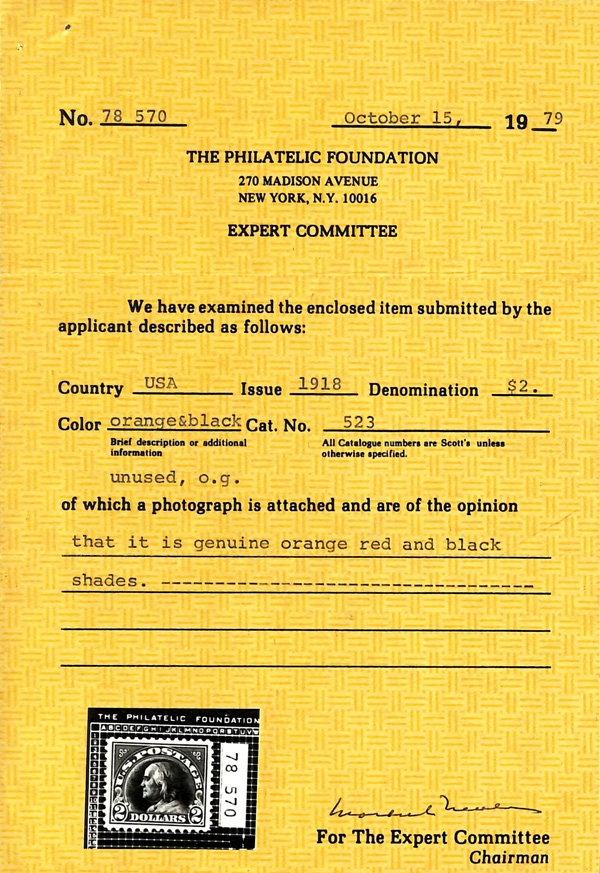 No. 78 570 October 15, 19 79
THE PHILATELIC FOUNDATION
270 MADISON AVENUE
NEW YORK, N.Y. 10016
EXPERT COMMITTEE
We have examined the enclosed item submitted by the
applicant described as follows:
Country USA Issue 1918 Denomination $2.
Color orange&black Cat. No. 523
Brief description or additional
information
All Catalogue numbers are Scott's unless
otherwise specified.
unused, o.g.
of which a photograph is attached and are of the opinion
that it is genuine orange red and black
shades. -----------------------------------
THE PHILATELIC FOUNDATION
ABCDEFGHIJKLMNOPQRSTUVW
U.S. POSTAGE
2 DOLLARS 2
78 570
For The Expert Committee
Chairman